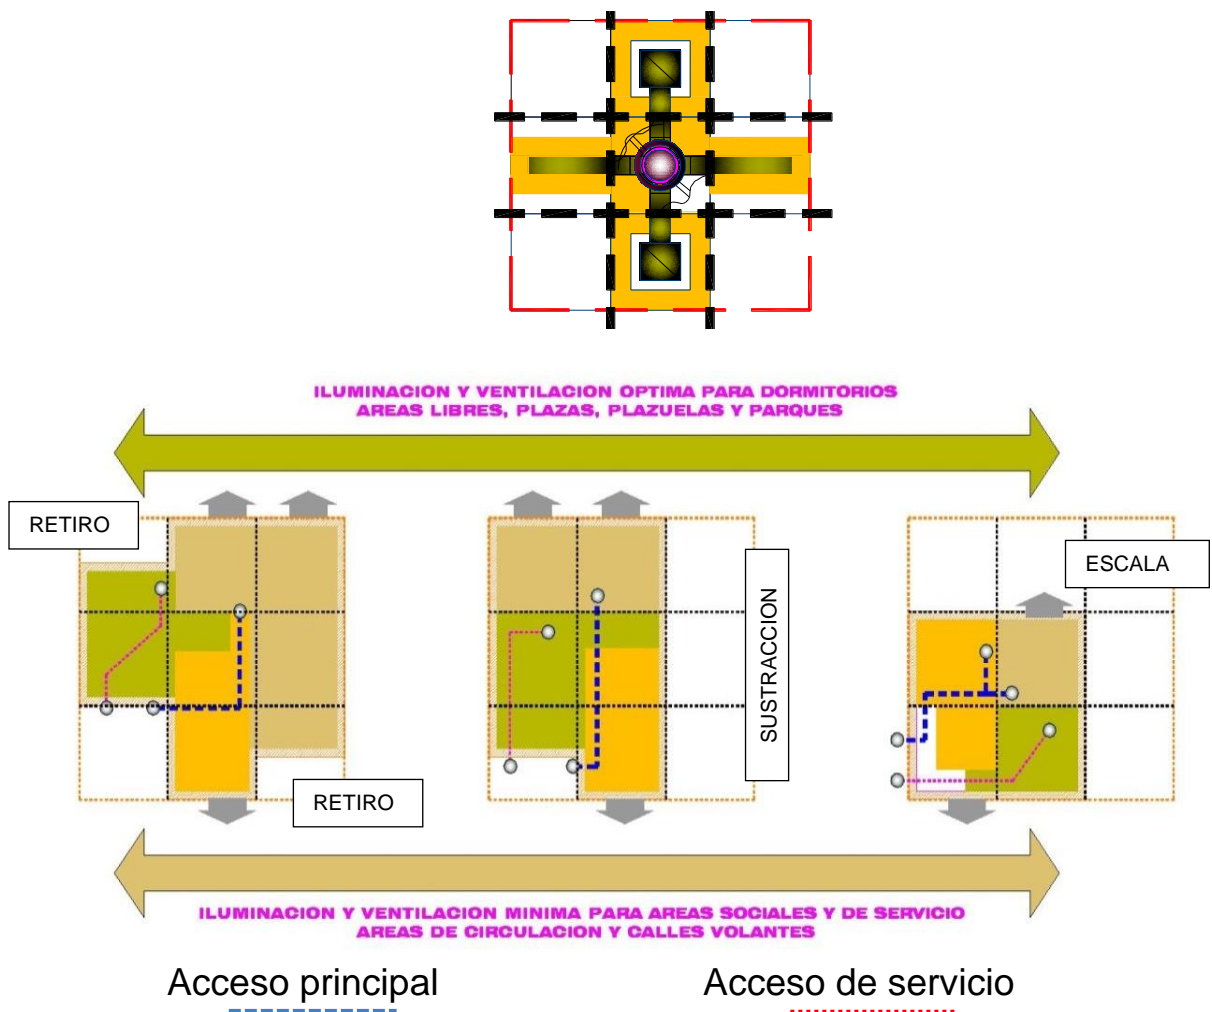 ILUMINACION Y VENTILACION OPTIMA PARA DORMITORIOS
AREAS LIBRES, PLAZAS, PLAZUELAS Y PARQUES
RETIRO
ESCALA
SUSTRACCION
RETIRO
ILUMINACION Y VENTILACION MINIMA PARA AREAS SOCIALES Y DE SERVICIO
AREAS DE CIRCULACION Y CALLES VOLANTES
Acceso principal
Acceso de servicio